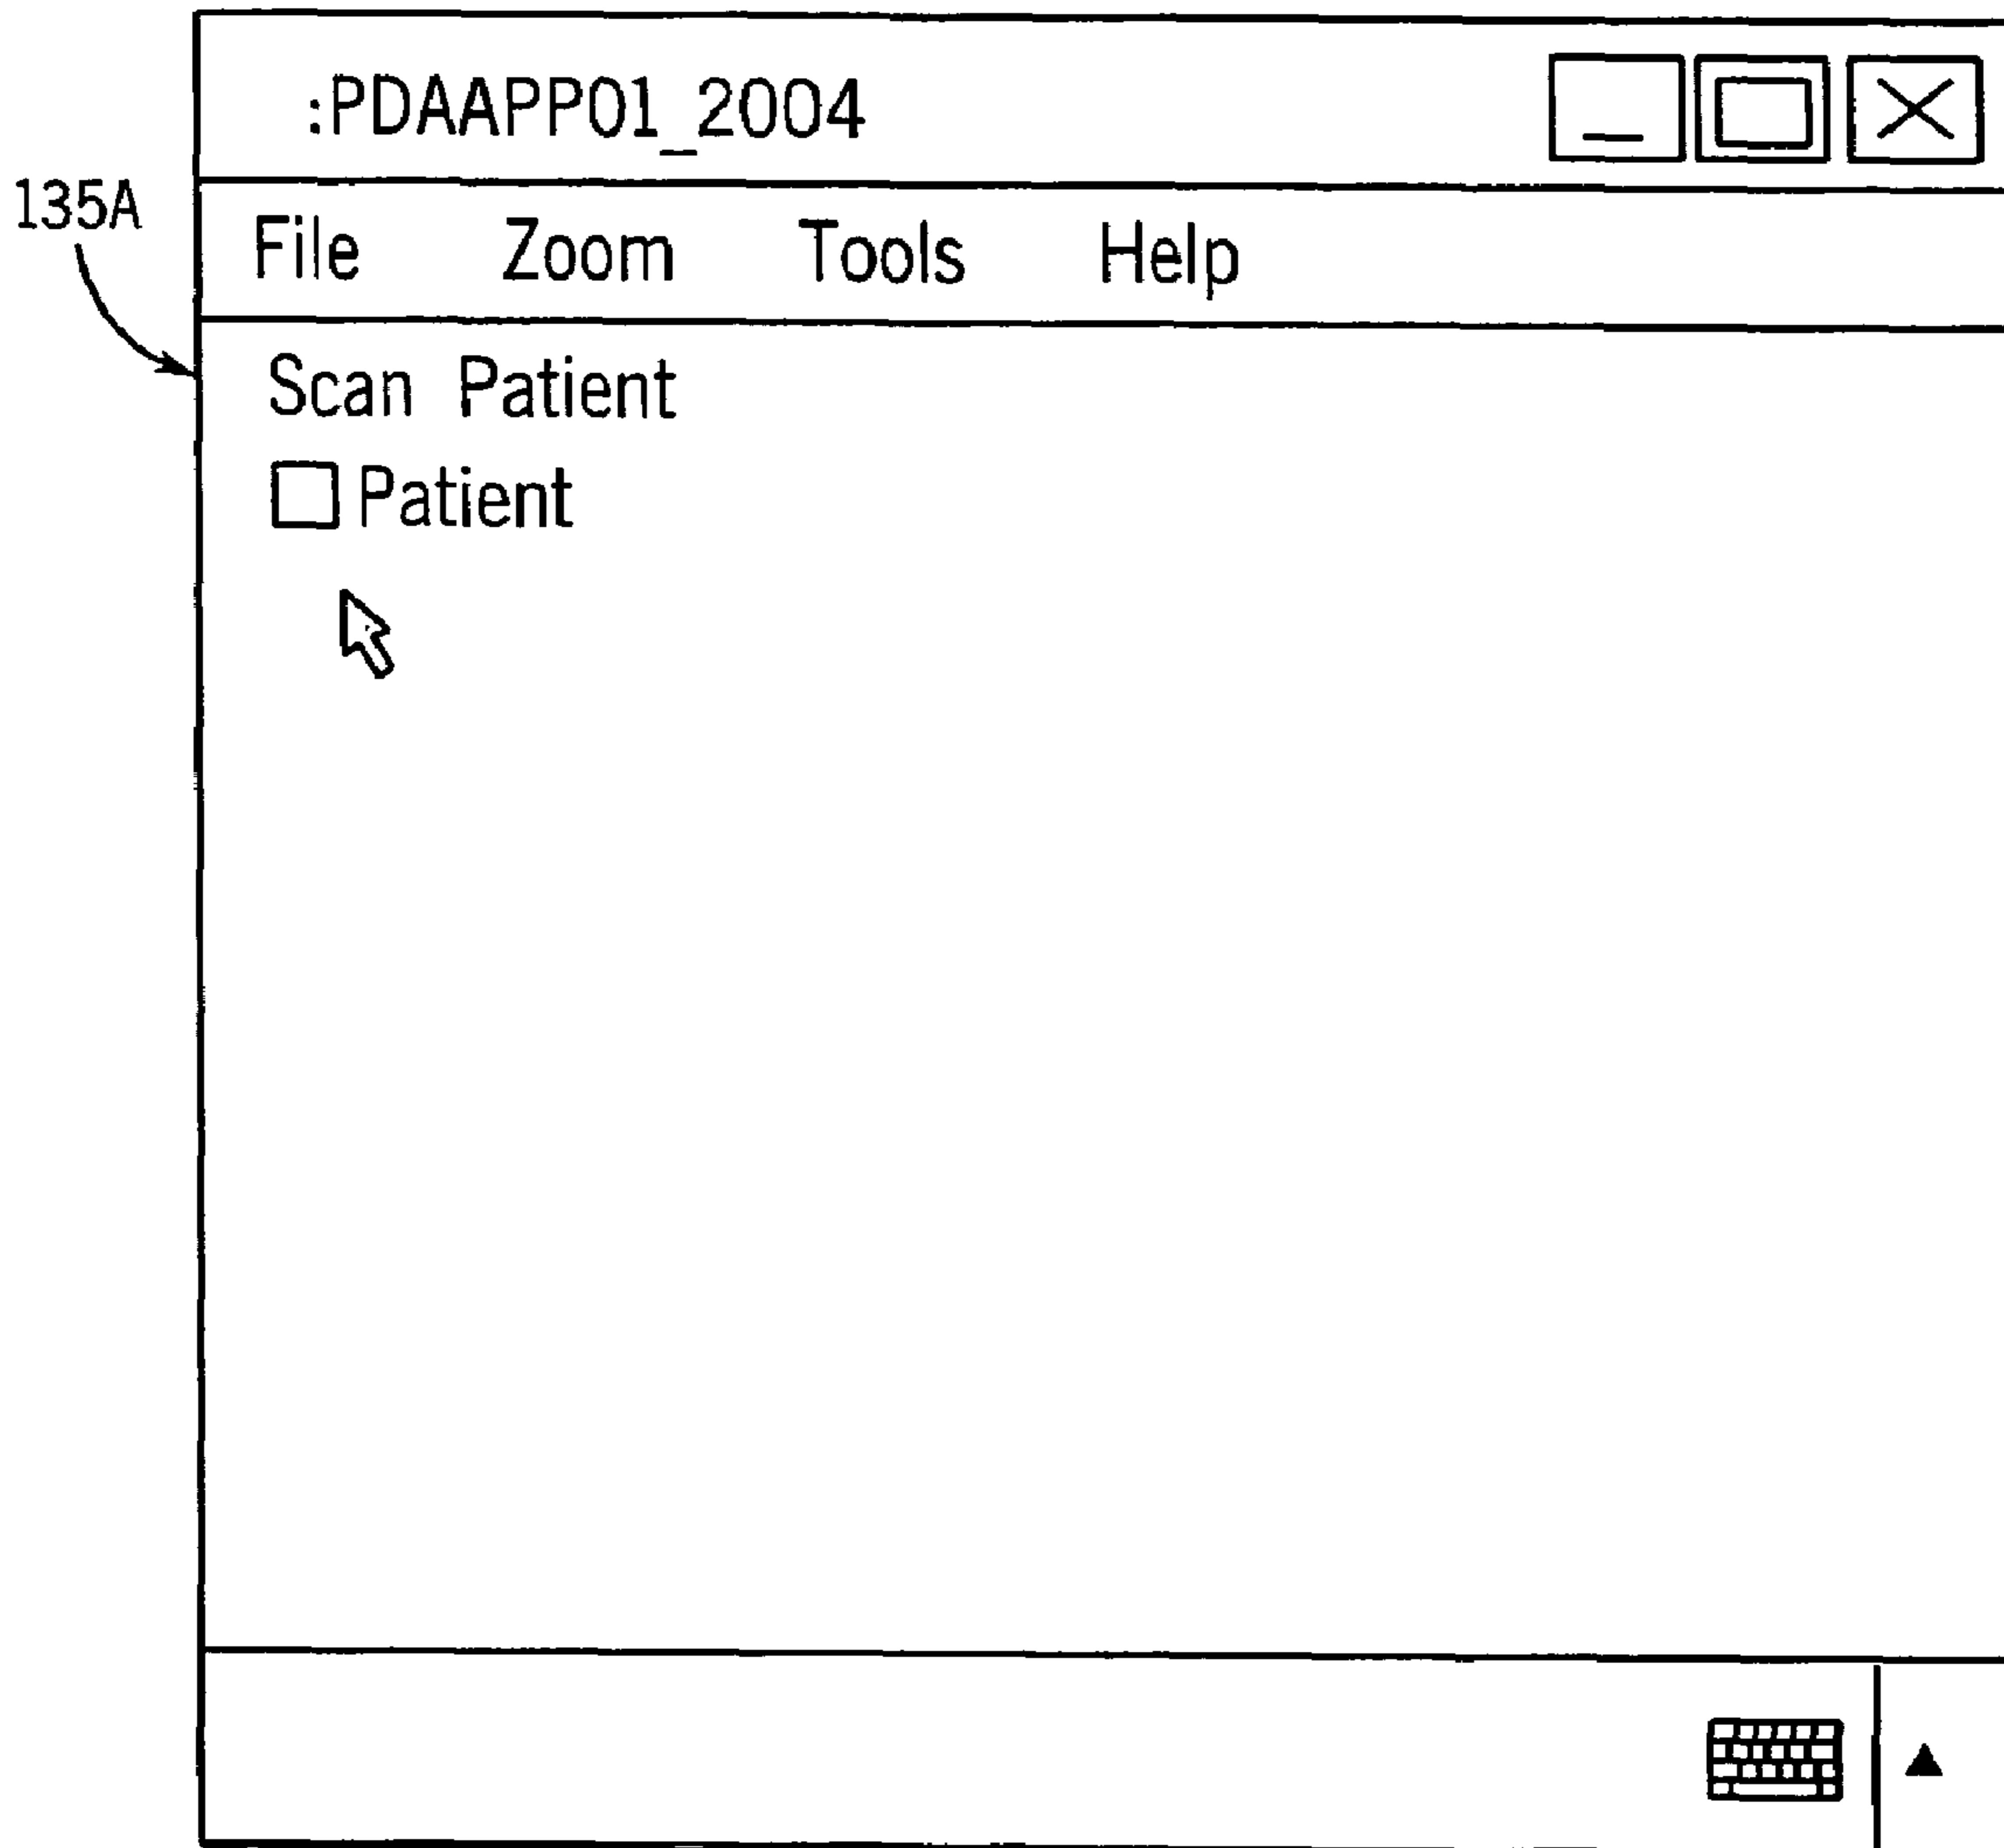 :PDAAPP01_2004
135A
File Zoom Tools Help
Scan Patient
Patient